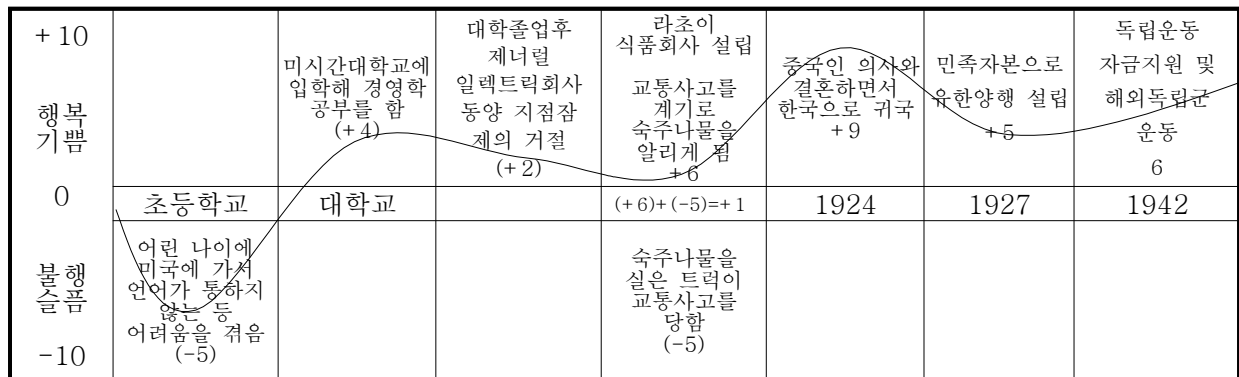 +10
행복
기쁨
0
불행
슬픔
-10
초등학교
어린 나이에
미국에 가서
언어가 통하지
않는 등
어려움을 겪음
(-5)
미시간대학교에
입학해 경영학
공부를 함
(+4)
대학교
대학졸업후
제너럴
일렉트릭회사
동양 지점잠
제의 거절
(+2)
라초이
식품회사 설립
교통사고를
계기로
숙주나물을
알리게 됨
+6
(+6)+(-5)=+1
숙주나물을
실은 트럭이
교통사고를
당함
(-5)
중국인 의사와
결혼하면서
한국으로 귀국
+9
1924
민족자본으로
유한양행 설립
+5
1927
독립운동
자금지원 및
해외독립군
운동
6
1942